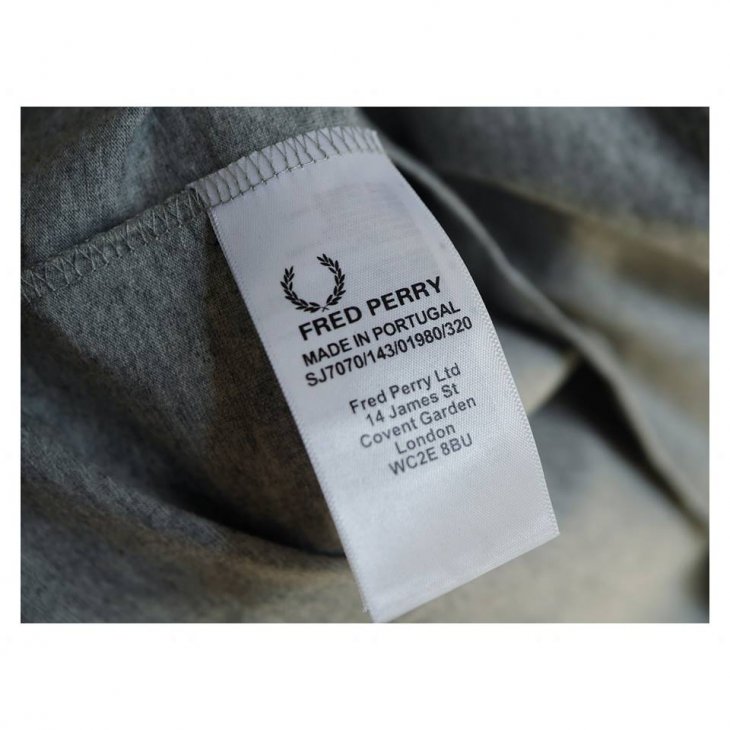 FRED PERRY
MADE IN PORTUGAL
SJ7070/143/01980/320
Fred Perry Ltd
14 James St
Covent Garden
London
WC2E 8BU